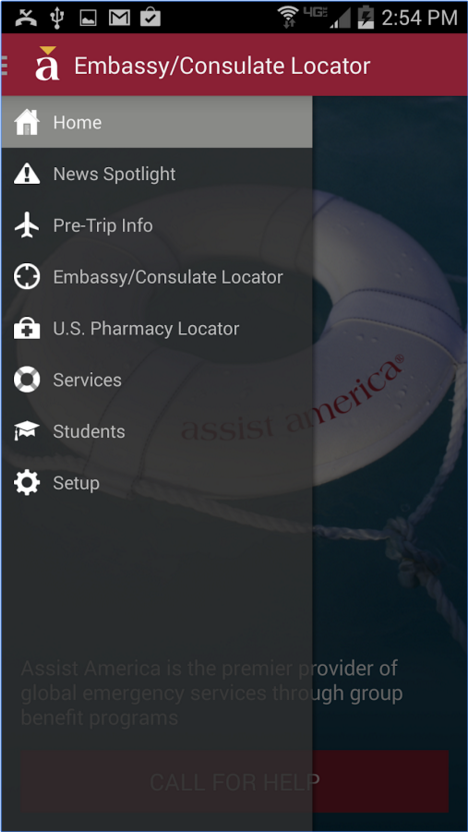 4G 2:54 PM
a Embassy/Consulate Locator
Home
News Spotlight
Pre-Trip Info
Embassy/Consulate Locator
U.S. Pharmacy Locator
Services
Students
Setup
assist america®
Assist America is the premier provider of
global emergency services through group
benefit programs
CALL FOR HELP